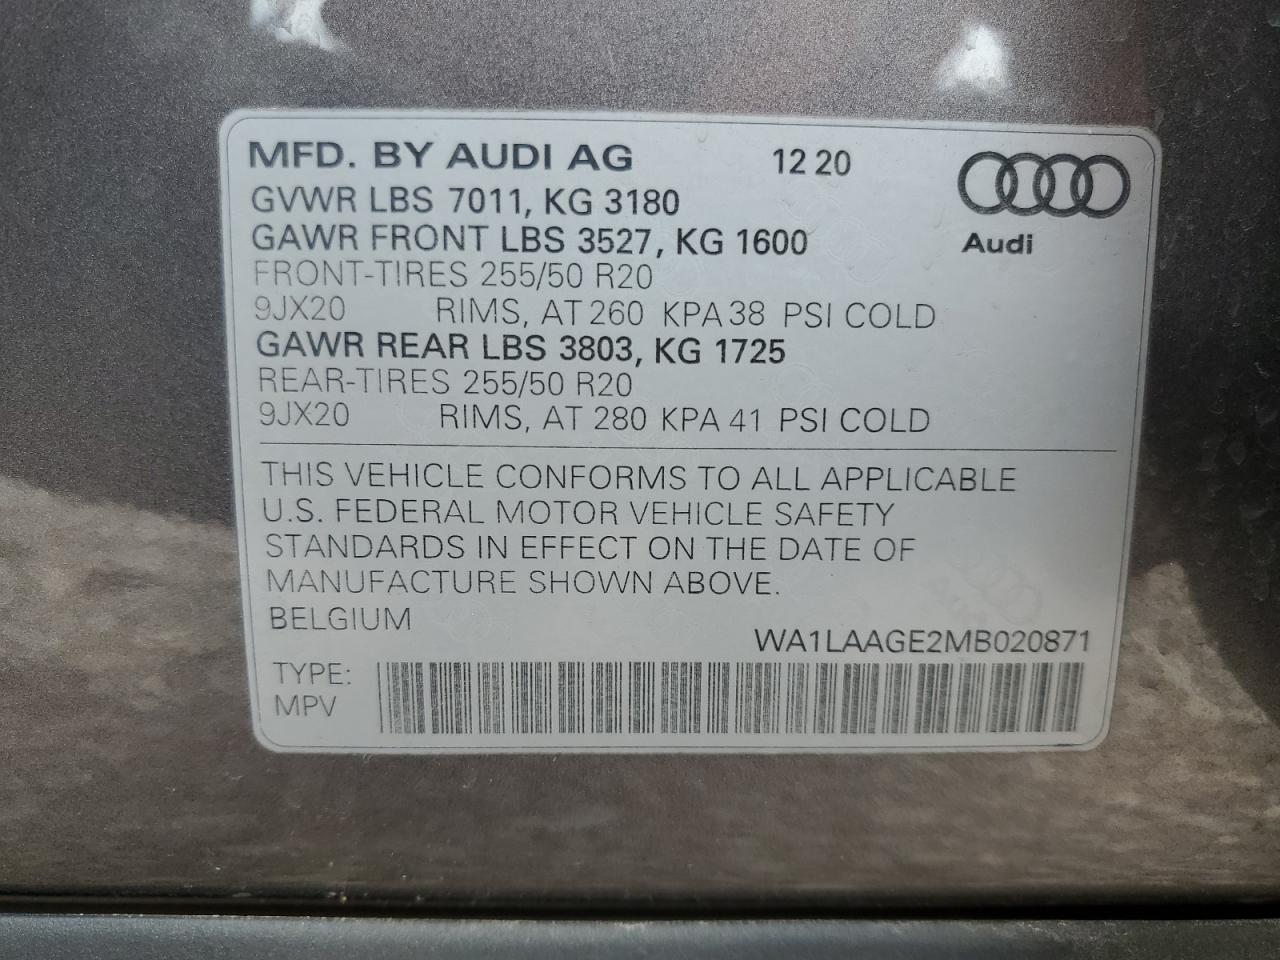 MFD. BY AUDI AG 12 20
GVWR LBS 7011, KG 3180
GAWR FRONT LBS 3527, KG 1600
Audi
FRONT-TIRES 255/50 R20
9JX20 RIMS, AT 260 KPA 38 PSI COLD
GAWR REAR LBS 3803, KG 1725
REAR-TIRES 255/50 R20
9JX20 RIMS, AT 280 KPA 41 PSI COLD
THIS VEHICLE CONFORMS TO ALL APPLICABLE
U.S. FEDERAL MOTOR VEHICLE SAFETY
STANDARDS IN EFFECT ON THE DATE OF
MANUFACTURE SHOWN ABOVE.
BELGIUM
WA1LAAGE2MB020871
TYPE:
MPV